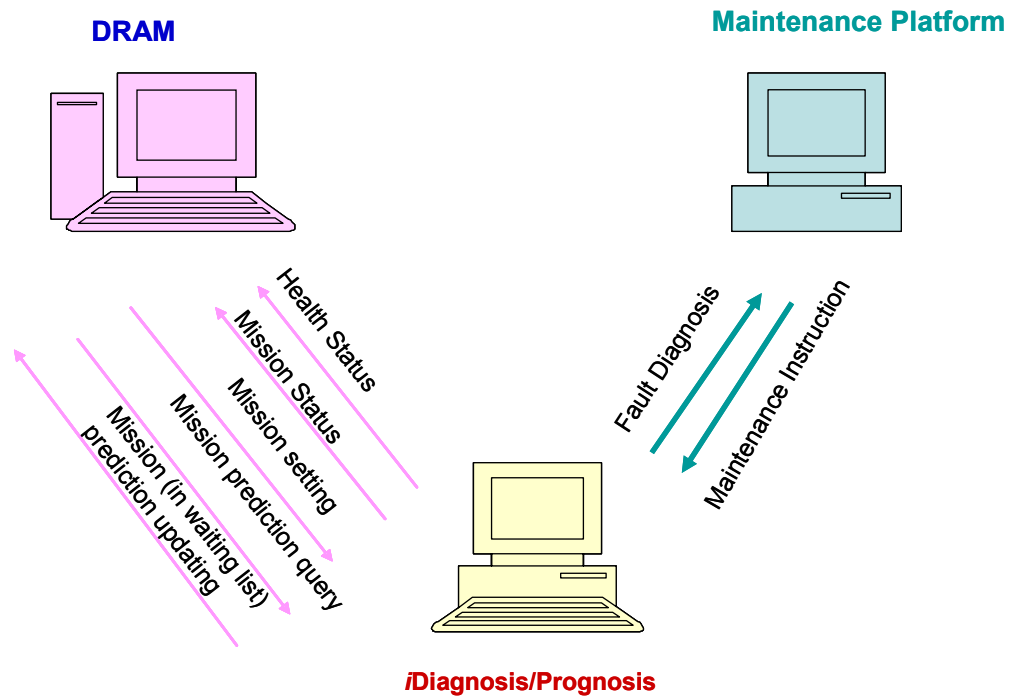 DRAM
Maintenance Platform
Health Status
Mission Status
Mission setting
Mission prediction query
Mission (in waiting list)
prediction updating
Fault Diagnosis
Maintenance Instruction
iDiagnosis/Prognosis